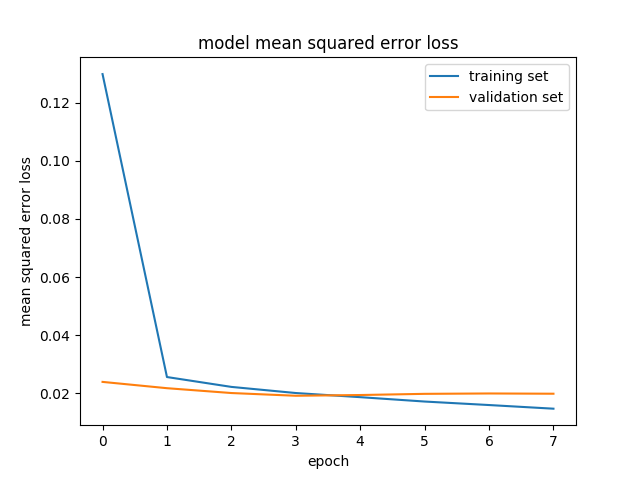 model mean squared error loss
training set
validation set
0.12
0.10
0.08
0.06
0.04
0.02
mean squared error loss
0 1 2 3 4 5 6 7
epoch